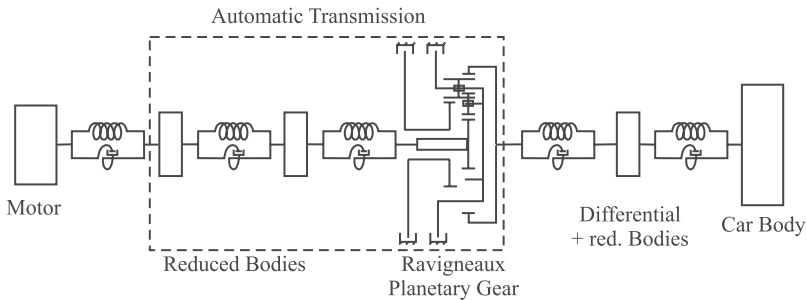 Automatic Transmission
Motor
Reduced Bodies
Ravigneaux
Planetary Gear
Differential
+ red. Bodies
Car Body